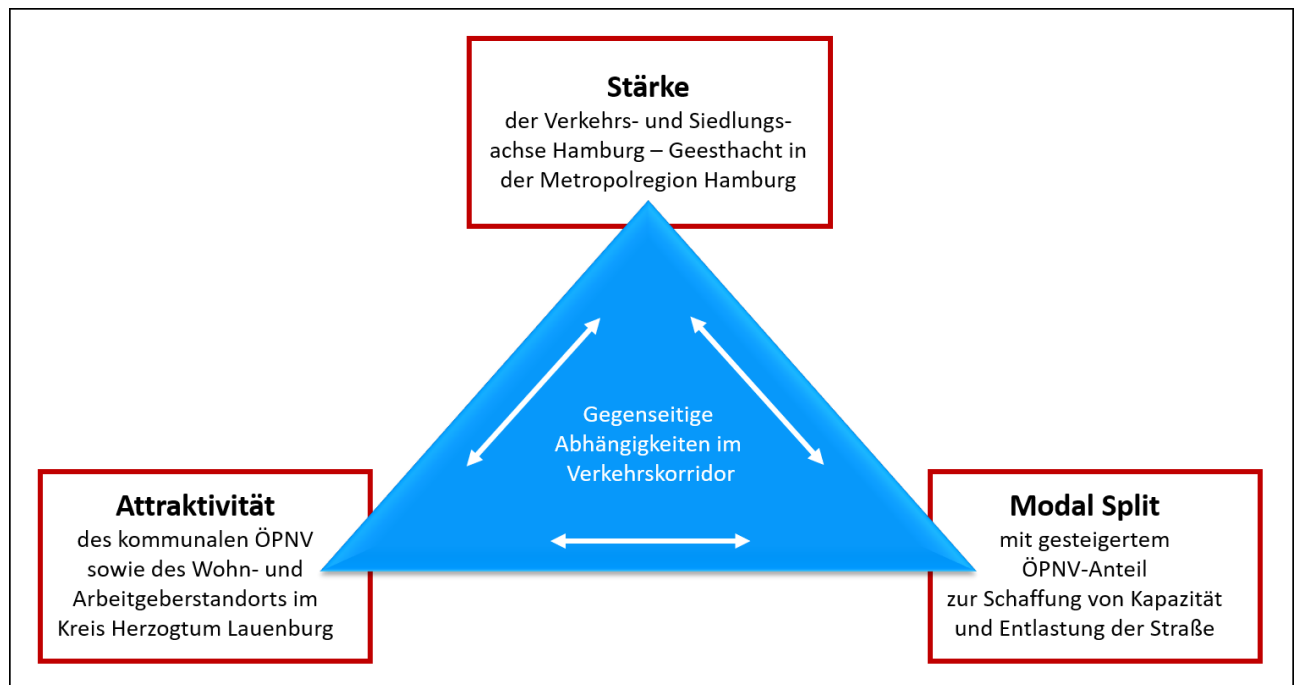 Stärke
der Verkehrs- und Siedlungs-
achse Hamburg – Geesthacht in
der Metropolregion Hamburg
Gegenseitige
Abhängigkeiten im
Verkehrskorridor
Attraktivität
des kommunalen ÖPNV
sowie des Wohn- und
Arbeitgeberstandorts im
Kreis Herzogtum Lauenburg
Modal Split
mit gesteigertem
ÖPNV-Anteil
zur Schaffung von Kapazität
und Entlastung der Straße